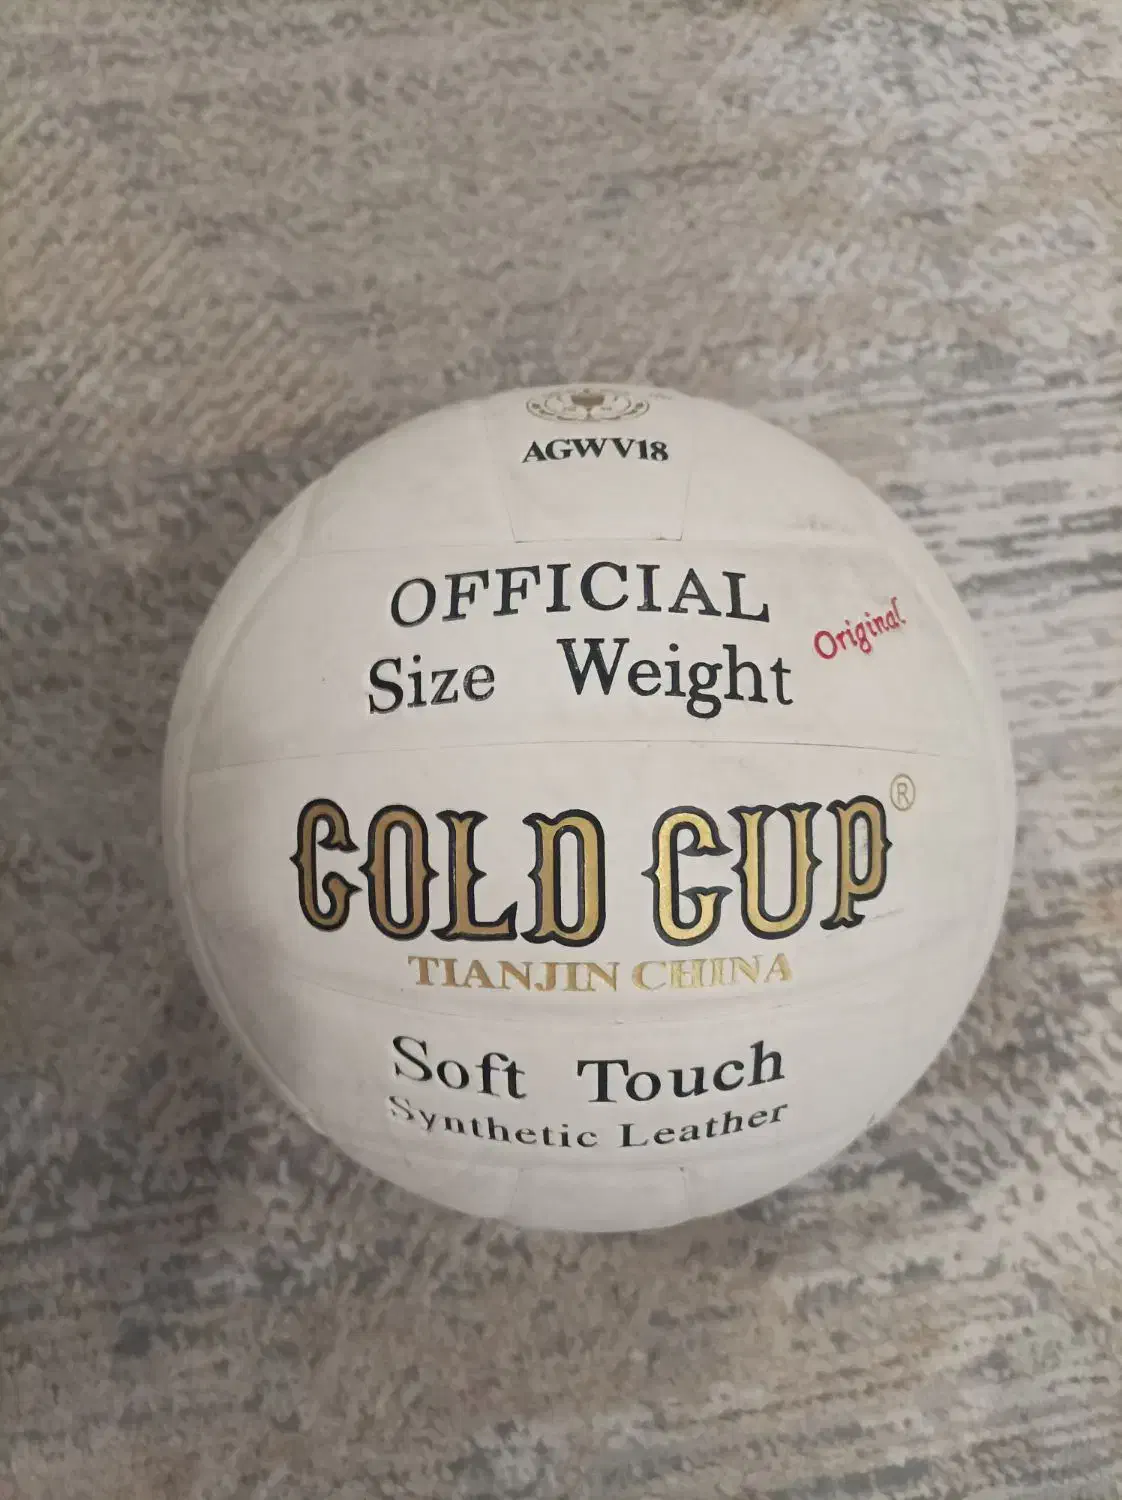 AGWV18
OFFICIAL
Size Weight
Original
GOLD CUP®
TIANJIN CHINA
Soft Touch
Synthetic Leather